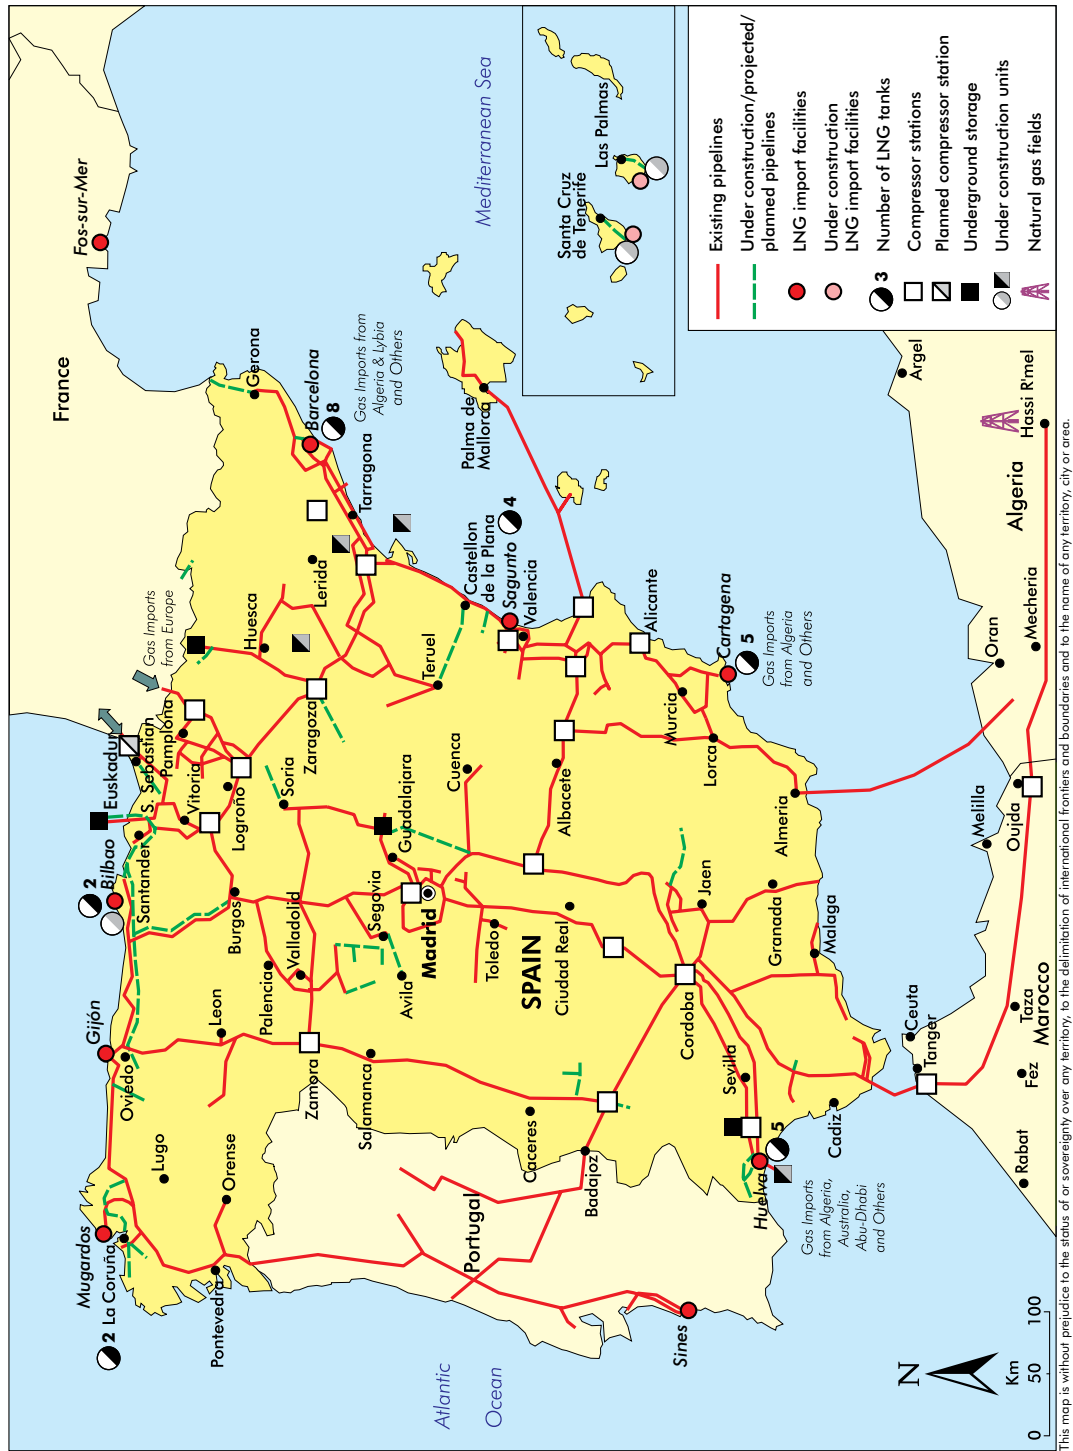 France
Fos-sur-Mer
Mediterranean Sea
Gas Imports
from Europe
Mugardos
2
La Coruña
Gijón
Oviedo
Lugo
Orense
Pontevedra
Leon
2
Bilbao
Santander
Euskadur
S. Sebastian
Pamplona
Vitoria
Logroño
Burgos
Palencia
Valladolid
Zamora
Salamanca
Soria
Zaragoza
Huesca
Lerida
Gerona
Barcelona
8
Gas Imports from
Algeria & Lybia
and Others
Tarragona
Segovia
Avila
Guadalajara
Madrid
Toledo
Cuenca
Teruel
Castellon
de la Plana
Sagunto
4
Valencia
Palma de
Mallorca
SPAIN
Ciudad Real
Albacete
Alicante
Caceres
Badajoz
Portugal
Sines
Atlantic
Ocean
Murcia
Lorca
Cartagena
5
Gas Imports
from Algeria
and Others
Almeria
Jaen
Granada
Malaga
Cordoba
Sevilla
Huelva
5
Cadiz
Gas Imports
from Algeria,
Australia,
Abu-Dhabi
and Others
Ceuta
Tanger
Rabat
Fez
Taza
Marocco
Melilla
Oujda
Oran
Mecheria
Algeria
Argel
Hassi R'mel
Santa Cruz
de Tenerife
Las Palmas
Existing pipelines
Under construction/projected/
planned pipelines
LNG import facilities
Under construction
LNG import facilities
3
Number of LNG tanks
Compressor stations
Planned compressor station
Underground storage
Under construction units
Natural gas fields
N
Km
0 50 100
This map is without prejudice to the status of or sovereignty over any territory, to the delimitation of international frontiers and boundaries and to the name of any territory, city or area.